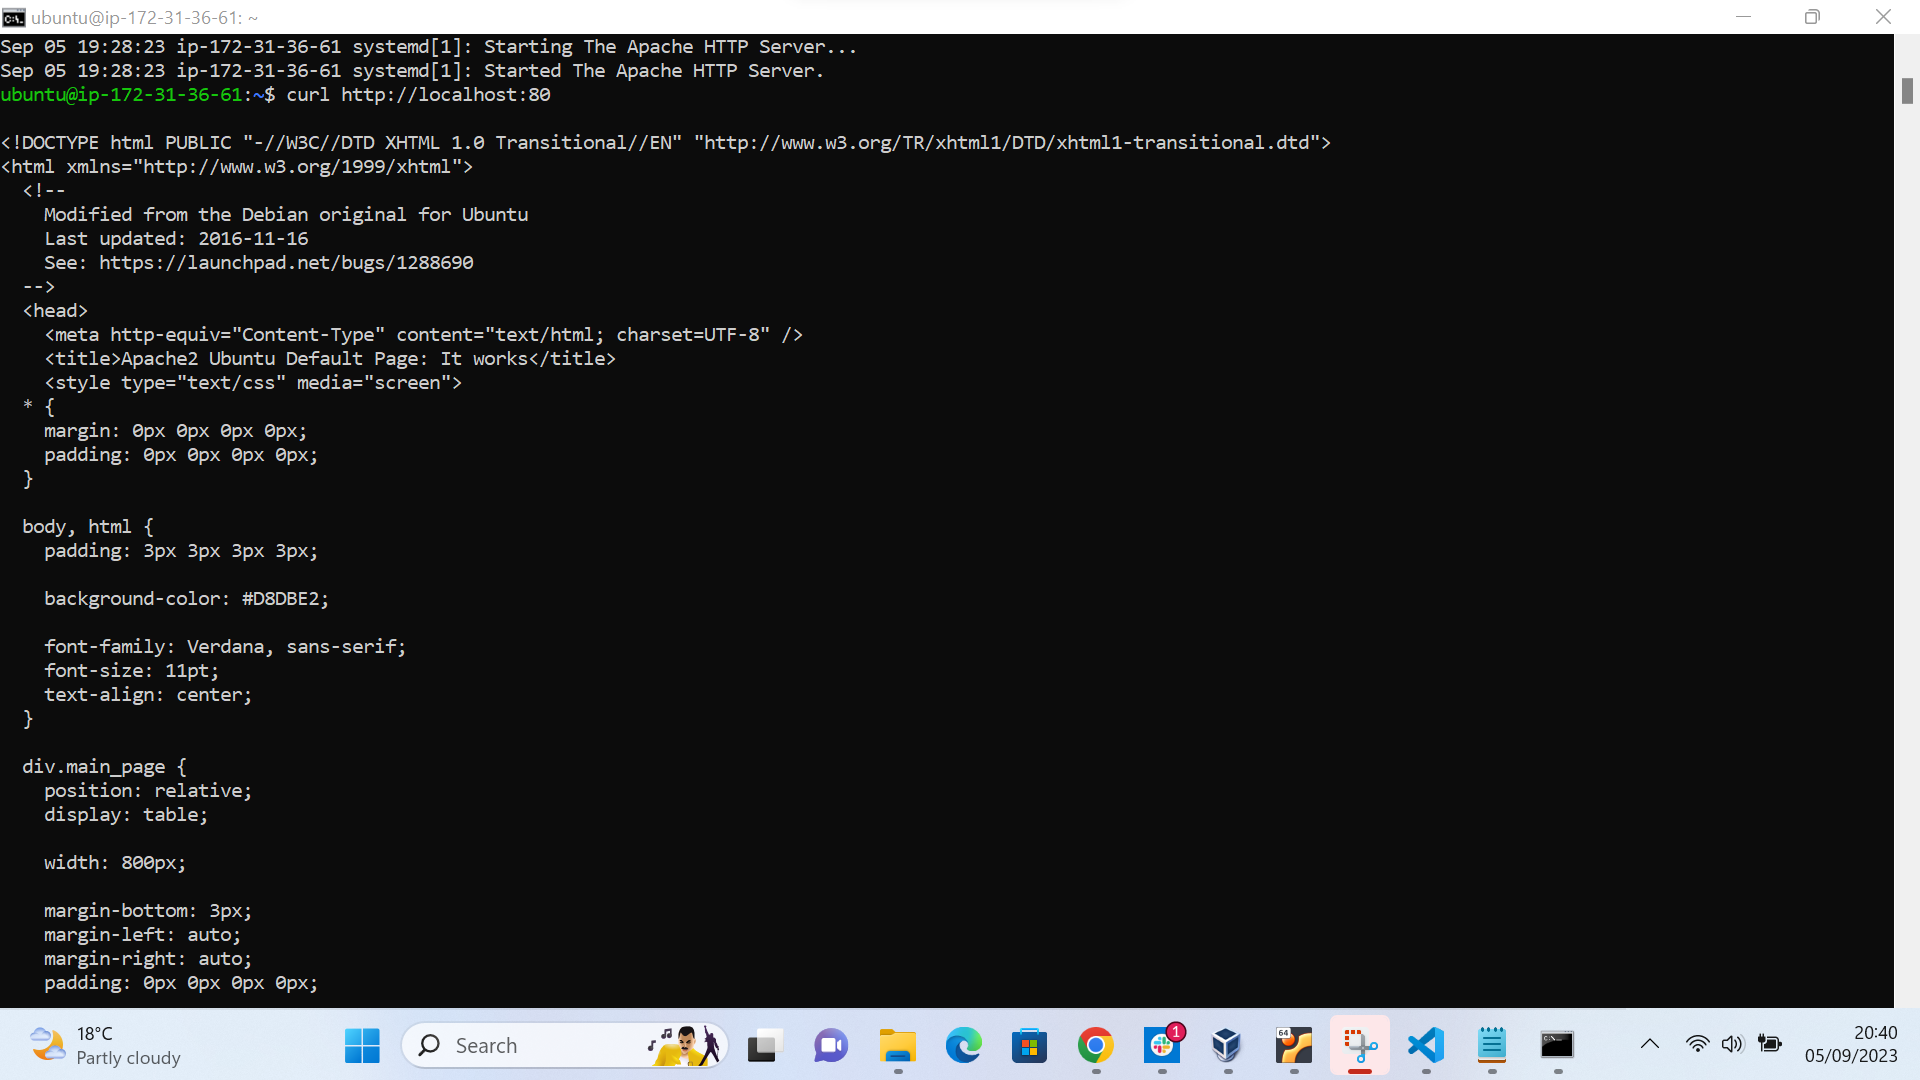 ubuntu@ip-172-31-36-61: ~
Sep 05 19:28:23 ip-172-31-36-61 systemd[1]: Starting The Apache HTTP Server...
Sep 05 19:28:23 ip-172-31-36-61 systemd[1]: Started The Apache HTTP Server.
ubuntu@ip-172-31-36-61:~$ curl http://localhost:80
<!DOCTYPE html PUBLIC "-//W3C//DTD XHTML 1.0 Transitional//EN" "http://www.w3.org/TR/xhtml1/DTD/xhtml1-transitional.dtd">
<html xmlns="http://www.w3.org/1999/xhtml">
  <!--
    Modified from the Debian original for Ubuntu
    Last updated: 2016-11-16
    See: https://launchpad.net/bugs/1288690
  -->
  <head>
    <meta http-equiv="Content-Type" content="text/html; charset=UTF-8" />
    <title>Apache2 Ubuntu Default Page: It works</title>
    <style type="text/css" media="screen">
  * {
    margin: 0px 0px 0px 0px;
    padding: 0px 0px 0px 0px;
  }
  body, html {
    padding: 3px 3px 3px 3px;
    background-color: #D8DBE2;
    font-family: Verdana, sans-serif;
    font-size: 11pt;
    text-align: center;
  }
  div.main_page {
    position: relative;
    display: table;
    width: 800px;
    margin-bottom: 3px;
    margin-left: auto;
    margin-right: auto;
    padding: 0px 0px 0px 0px;
18°C
Partly cloudy
Search
1
64
20:40
05/09/2023